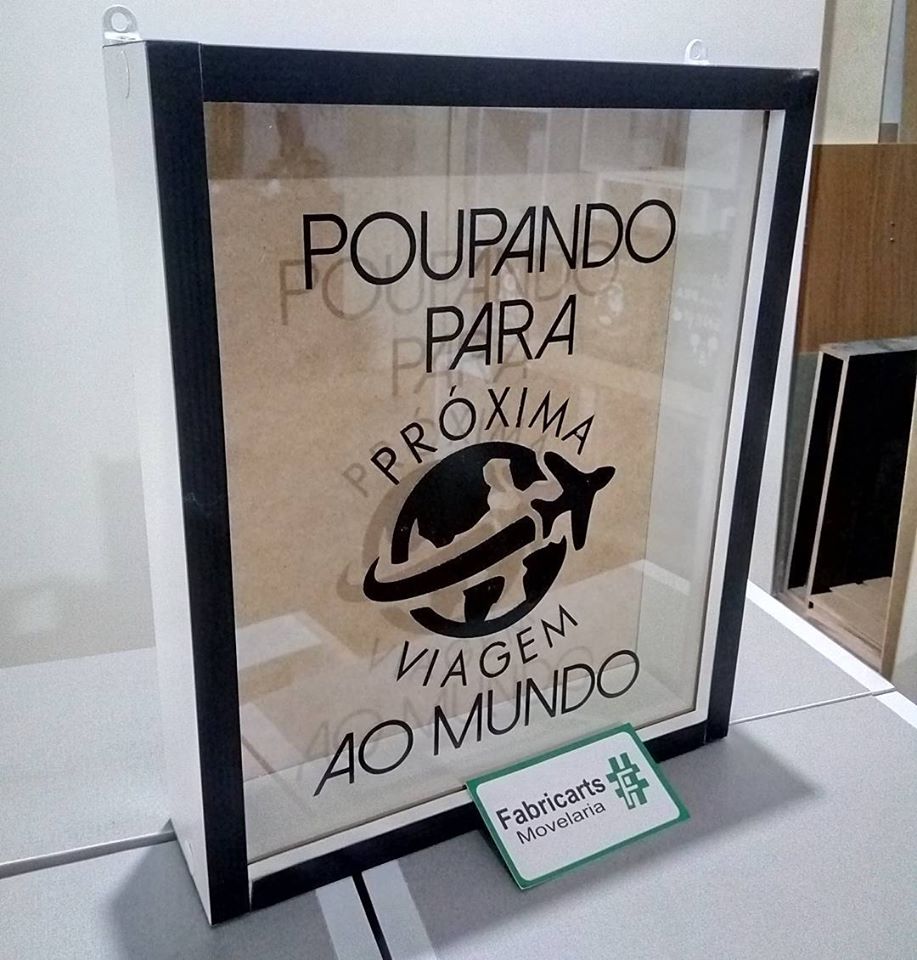 POUPANDO
PARA
PRÓXIMA
VIAGEM
AO MUNDO
Fabricarts
Movelaria